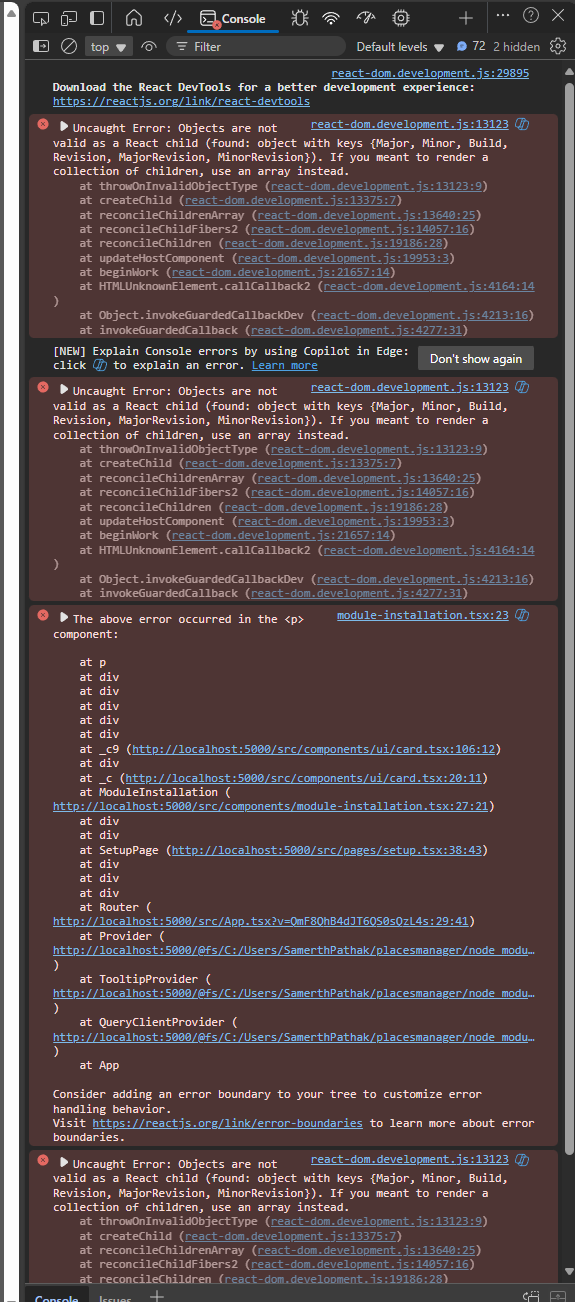 Console
top
Filter
Default levels
72
2 hidden
react-dom.development.js:29895
Download the React DevTools for a better development experience:
https://reactjs.org/link/react-devtools
Uncaught Error: Objects are not react-dom.development.js:13123
valid as a React child (found: object with keys {Major, Minor, Build,
Revision, MajorRevision, MinorRevision}). If you meant to render a
collection of children, use an array instead.
at throwOnInvalidObjectType (react-dom.development.js:13123:9)
at createChild (react-dom.development.js:13375:7)
at reconcileChildrenArray (react-dom.development.js:13640:25)
at reconcileChildFibers2 (react-dom.development.js:14057:16)
at reconcileChildren (react-dom.development.js:19186:28)
at updateHostComponent (react-dom.development.js:19953:3)
at beginWork (react-dom.development.js:21657:14)
at HTMLUnknownElement.callCallback2 (react-dom.development.js:4164:14
)
at Object.invokeGuardedCallbackDev (react-dom.development.js:4213:16)
at invokeGuardedCallback (react-dom.development.js:4277:31)
[NEW] Explain Console errors by using Copilot in Edge:
click to explain an error. Learn more
Don't show again
Uncaught Error: Objects are not react-dom.development.js:13123
valid as a React child (found: object with keys {Major, Minor, Build,
Revision, MajorRevision, MinorRevision}). If you meant to render a
collection of children, use an array instead.
at throwOnInvalidObjectType (react-dom.development.js:13123:9)
at createChild (react-dom.development.js:13375:7)
at reconcileChildrenArray (react-dom.development.js:13640:25)
at reconcileChildFibers2 (react-dom.development.js:14057:16)
at reconcileChildren (react-dom.development.js:19186:28)
at updateHostComponent (react-dom.development.js:19953:3)
at beginWork (react-dom.development.js:21657:14)
at HTMLUnknownElement.callCallback2 (react-dom.development.js:4164:14
)
at Object.invokeGuardedCallbackDev (react-dom.development.js:4213:16)
at invokeGuardedCallback (react-dom.development.js:4277:31)
The above error occurred in the <p> module-installation.tsx:23
component:
at p
at div
at div
at div
at div
at div
at _c9 (http://localhost:5000/src/components/ui/card.tsx:106:12)
at div
at _c (http://localhost:5000/src/components/ui/card.tsx:20:11)
at ModuleInstallation (
http://localhost:5000/src/components/module-installation.tsx:27:21)
at div
at div
at SetupPage (http://localhost:5000/src/pages/setup.tsx:38:43)
at div
at div
at div
at Router (
http://localhost:5000/src/App.tsx?v=QmF8QhB4dJT6QS0sQzL4s:29:41)
at Provider (
http://localhost:5000/@fs/C:/Users/SamerthPathak/placesmanager/node_modu…
)
at TooltipProvider (
http://localhost:5000/@fs/C:/Users/SamerthPathak/placesmanager/node_modu…
)
at QueryClientProvider (
http://localhost:5000/@fs/C:/Users/SamerthPathak/placesmanager/node_modu…
)
at App
Consider adding an error boundary to your tree to customize error
handling behavior.
Visit https://reactjs.org/link/error-boundaries to learn more about error
boundaries.
Uncaught Error: Objects are not react-dom.development.js:13123
valid as a React child (found: object with keys {Major, Minor, Build,
Revision, MajorRevision, MinorRevision}). If you meant to render a
collection of children, use an array instead.
at throwOnInvalidObjectType (react-dom.development.js:13123:9)
at createChild (react-dom.development.js:13375:7)
at reconcileChildrenArray (react-dom.development.js:13640:25)
at reconcileChildFibers2 (react-dom.development.js:14057:16)
at reconcileChildren (react-dom.development.js:19186:28)
Console
Issues